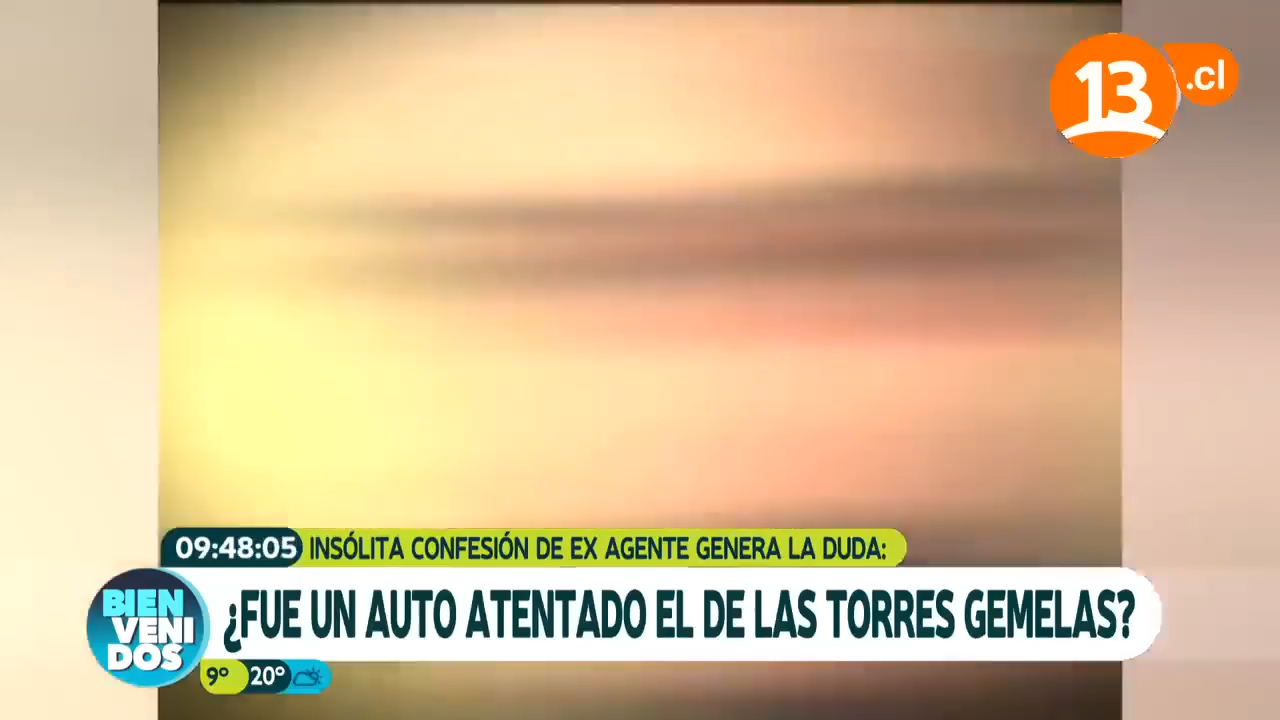 13.cl
09:48:05 INSÓLITA CONFESIÓN DE EX AGENTE GENERA LA DUDA:
BIEN
VENI
DOS
¿FUE UN AUTO ATENTADO EL DE LAS TORRES GEMELAS?
9° 20°